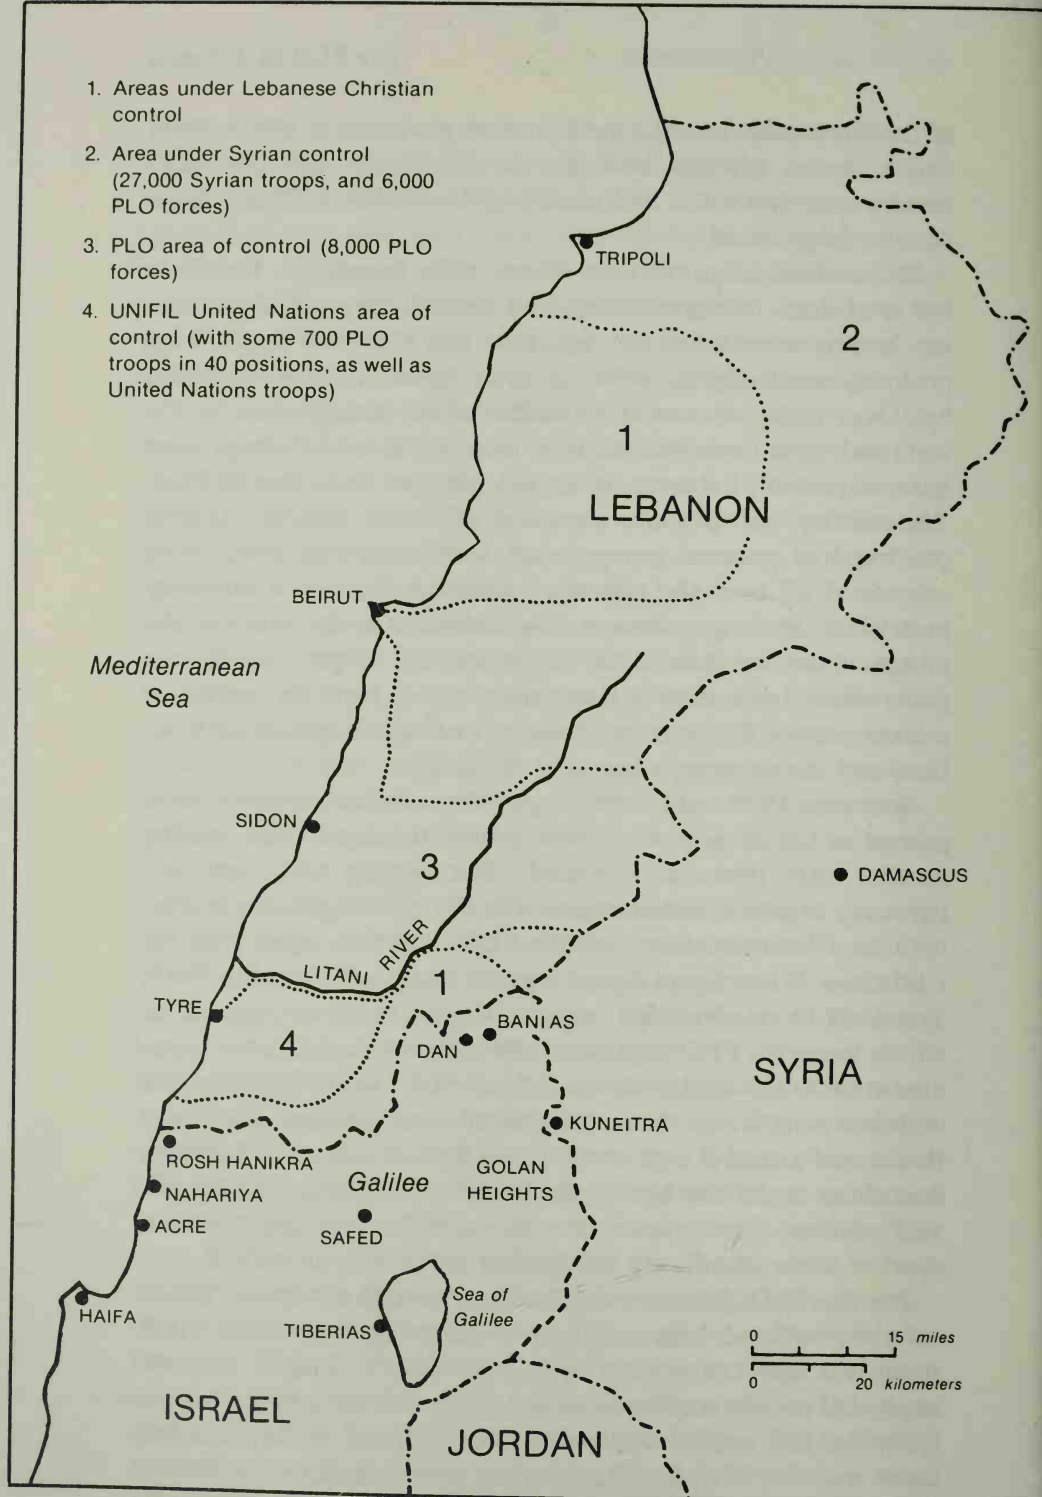 1. Areas under Lebanese Christian
control
2. Area under Syrian control
(27,000 Syrian troops, and 6,000
PLO forces)
3. PLO area of control (8,000 PLO
forces)
4. UNIFIL United Nations area of
control (with some 700 PLO
troops in 40 positions, as well as
United Nations troops)
TRIPOLI
2
1
LEBANON
BEIRUT
Mediterranean
Sea
SIDON
3
DAMASCUS
LITANI RIVER
1
TYRE
BANIAS
DAN
4
SYRIA
KUNEITRA
ROSH HANIKRA
GOLAN
HEIGHTS
Galilee
NAHARIYA
ACRE
SAFED
Sea of
Galilee
HAIFA
TIBERIAS
0 15 miles
0 20 kilometers
ISRAEL
JORDAN